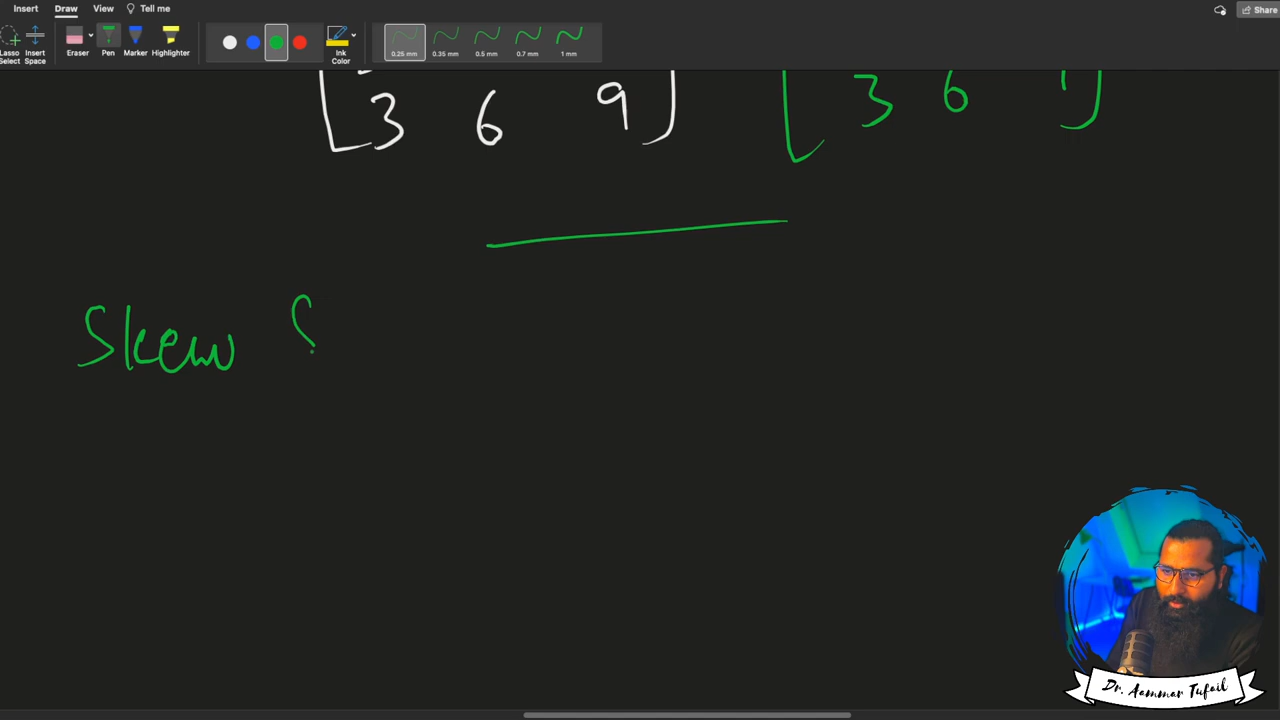 Insert Draw View Tell me Share
Lasso Select Insert Space Eraser Pen Marker Highlighter Ink Color 0.25 mm 0.35 mm 0.5 mm 0.7 mm 1 mm
3 6 9 3 6
Skew S
Dr. Aammar Tufail